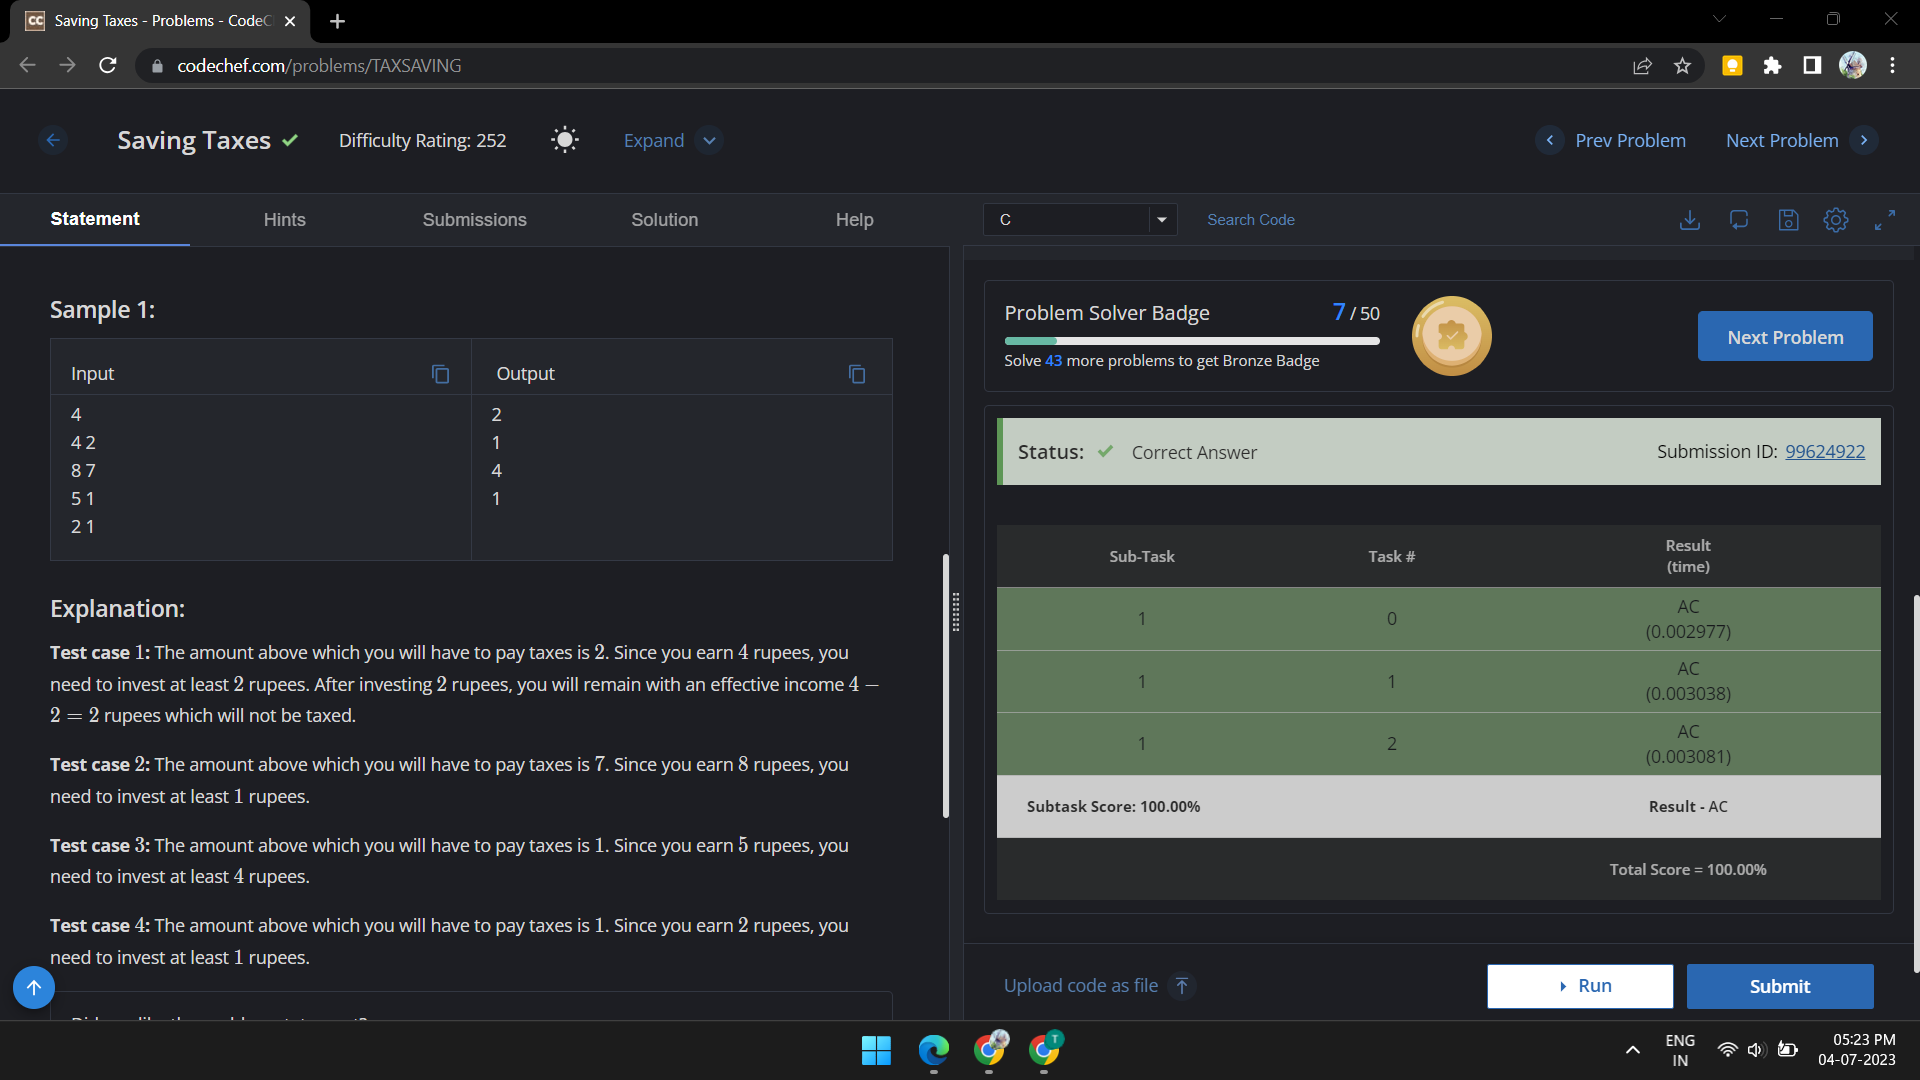 Saving Taxes - Problems - CodeC
codechef.com/problems/TAXSAVING
Saving Taxes
Difficulty Rating: 252
Expand
Prev Problem
Next Problem
Statement
Hints
Submissions
Solution
Help
C
Search Code
Sample 1:
Input
Output
4
4 2
8 7
5 1
2 1
2
1
4
1
Explanation:
Test case 1: The amount above which you will have to pay taxes is 2. Since you earn 4 rupees, you
need to invest at least 2 rupees. After investing 2 rupees, you will remain with an effective income 4 −
2 = 2 rupees which will not be taxed.
Test case 2: The amount above which you will have to pay taxes is 7. Since you earn 8 rupees, you
need to invest at least 1 rupees.
Test case 3: The amount above which you will have to pay taxes is 1. Since you earn 5 rupees, you
need to invest at least 4 rupees.
Test case 4: The amount above which you will have to pay taxes is 1. Since you earn 2 rupees, you
need to invest at least 1 rupees.
Problem Solver Badge
7 / 50
Solve 43 more problems to get Bronze Badge
Next Problem
Status:
Correct Answer
Submission ID: 99624922
Sub-Task
Task #
Result
(time)
1
0
AC
(0.002977)
1
1
AC
(0.003038)
1
2
AC
(0.003081)
Subtask Score: 100.00%
Result - AC
Total Score = 100.00%
Upload code as file
Run
Submit
T
ENG
IN
05:23 PM
04-07-2023